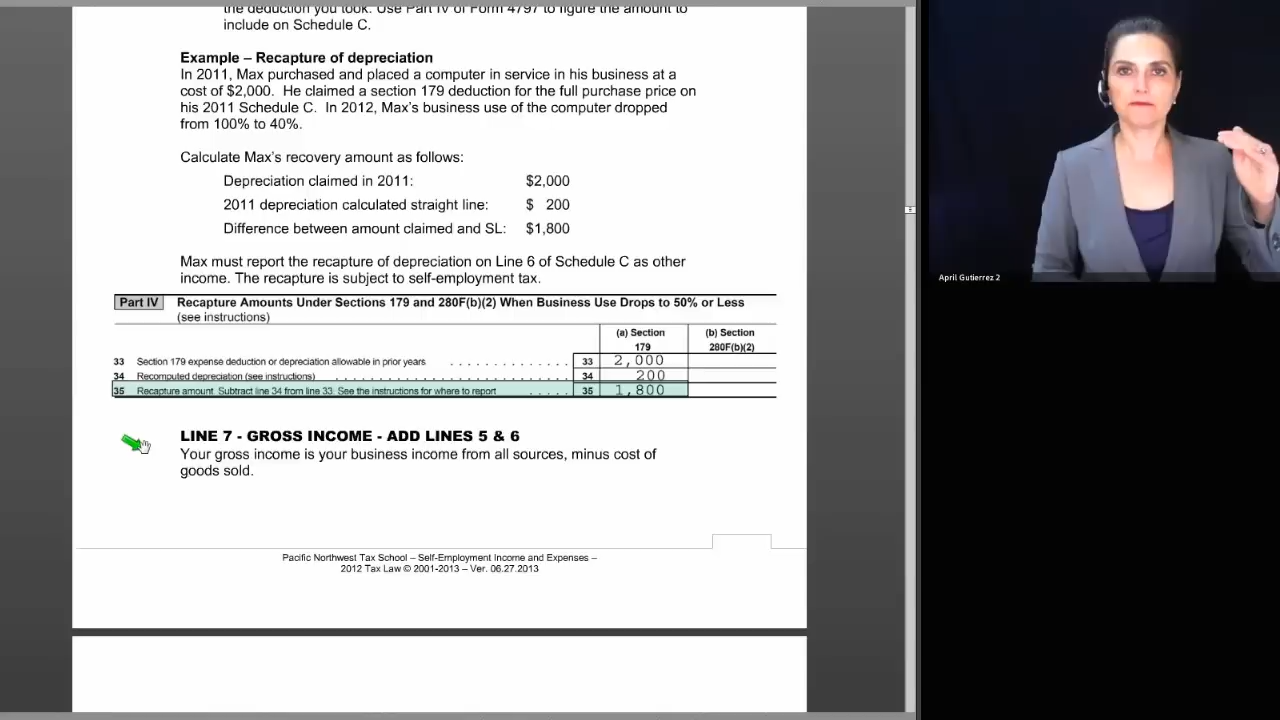 the deduction you took. Use Part IV of Form 4797 to figure the amount to
include on Schedule C.
Example – Recapture of depreciation
In 2011, Max purchased and placed a computer in service in his business at a
cost of $2,000. He claimed a section 179 deduction for the full purchase price on
his 2011 Schedule C. In 2012, Max's business use of the computer dropped
from 100% to 40%.
Calculate Max's recovery amount as follows:
Depreciation claimed in 2011: $2,000
2011 depreciation calculated straight line: $ 200
Difference between amount claimed and SL: $1,800
Max must report the recapture of depreciation on Line 6 of Schedule C as other
income. The recapture is subject to self-employment tax.
Part IV Recapture Amounts Under Sections 179 and 280F(b)(2) When Business Use Drops to 50% or Less
(see instructions)
(a) Section (b) Section
179 280F(b)(2)
33 Section 179 expense deduction or depreciation allowable in prior years . . . . . . . . . . . . 33 2,000
34 Recomputed depreciation (see instructions) . . . . . . . . . . . . . . . . . . . . . . . . 34 200
35 Recapture amount. Subtract line 34 from line 33. See the instructions for where to report . . . . . 35 1,800
LINE 7 - GROSS INCOME - ADD LINES 5 & 6
Your gross income is your business income from all sources, minus cost of
goods sold.
Pacific Northwest Tax School – Self-Employment Income and Expenses –
2012 Tax Law © 2001-2013 – Ver. 06.27.2013
April Gutierrez 2